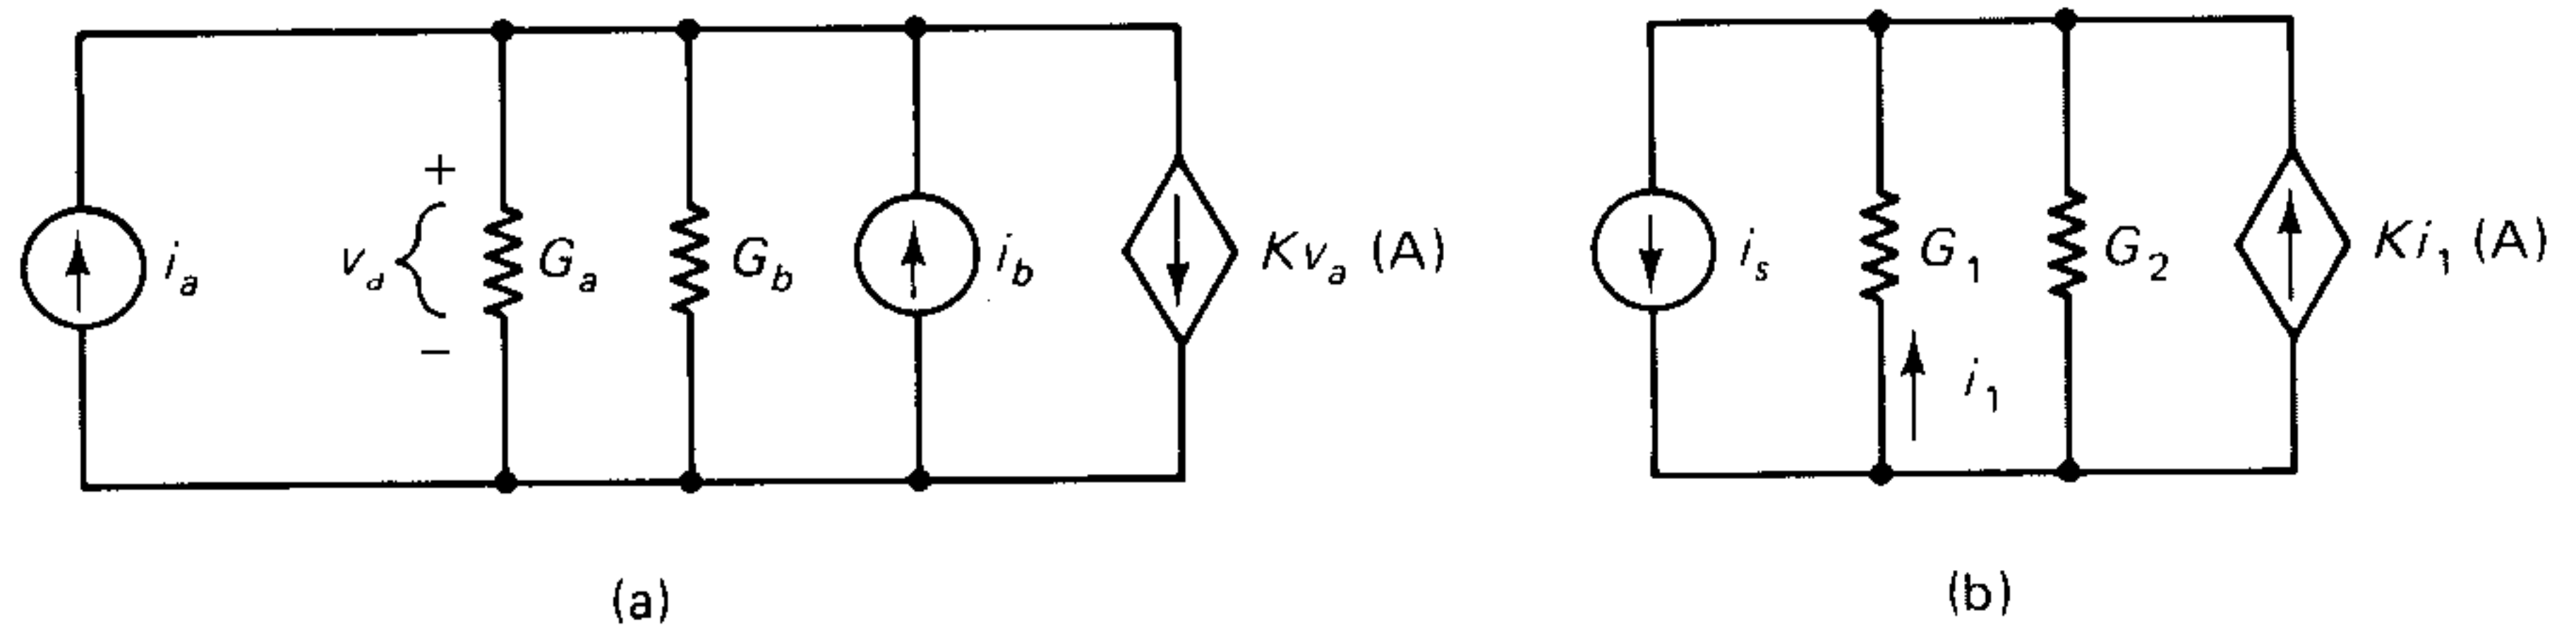 +
v_a
−
i_a
G_a
G_b
i_b
Kv_a (A)
(a)
i_s
G_1
i_1
G_2
Ki_1 (A)
(b)